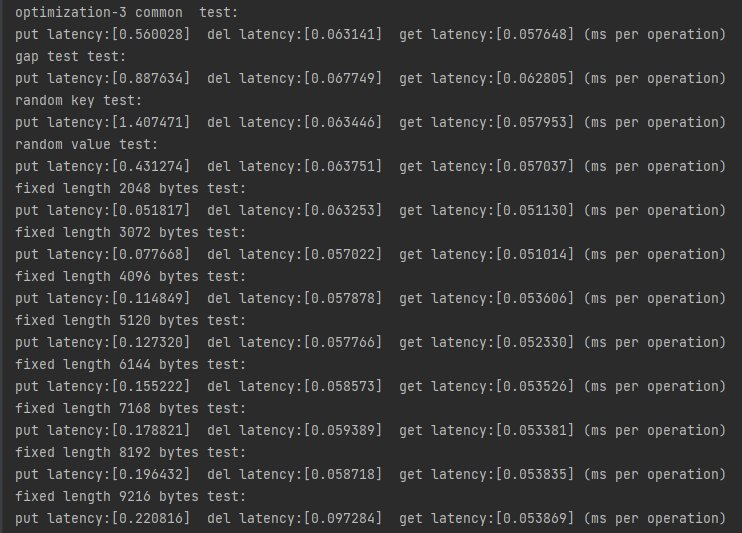 optimization-3 common  test:
put latency:[0.560028]  del latency:[0.063141]  get latency:[0.057648] (ms per operation)
gap test test:
put latency:[0.887634]  del latency:[0.067749]  get latency:[0.062805] (ms per operation)
random key test:
put latency:[1.407471]  del latency:[0.063446]  get latency:[0.057953] (ms per operation)
random value test:
put latency:[0.431274]  del latency:[0.063751]  get latency:[0.057037] (ms per operation)
fixed length 2048 bytes test:
put latency:[0.051817]  del latency:[0.063253]  get latency:[0.051130] (ms per operation)
fixed length 3072 bytes test:
put latency:[0.077668]  del latency:[0.057022]  get latency:[0.051014] (ms per operation)
fixed length 4096 bytes test:
put latency:[0.114849]  del latency:[0.057878]  get latency:[0.053606] (ms per operation)
fixed length 5120 bytes test:
put latency:[0.127320]  del latency:[0.057766]  get latency:[0.052330] (ms per operation)
fixed length 6144 bytes test:
put latency:[0.155222]  del latency:[0.058573]  get latency:[0.053526] (ms per operation)
fixed length 7168 bytes test:
put latency:[0.178821]  del latency:[0.059389]  get latency:[0.053381] (ms per operation)
fixed length 8192 bytes test:
put latency:[0.196432]  del latency:[0.058718]  get latency:[0.053835] (ms per operation)
fixed length 9216 bytes test:
put latency:[0.220816]  del latency:[0.097284]  get latency:[0.053869] (ms per operation)